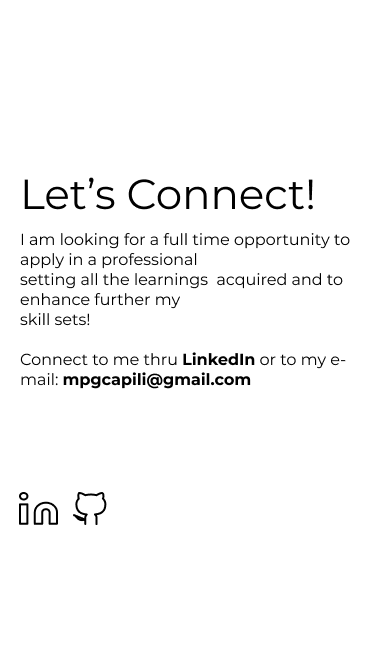 Let’s Connect!
I am looking for a full time opportunity to
apply in a professional
setting all the learnings  acquired and to
enhance further my
skill sets!
Connect to me thru LinkedIn or to my e-
mail: mpgcapili@gmail.com